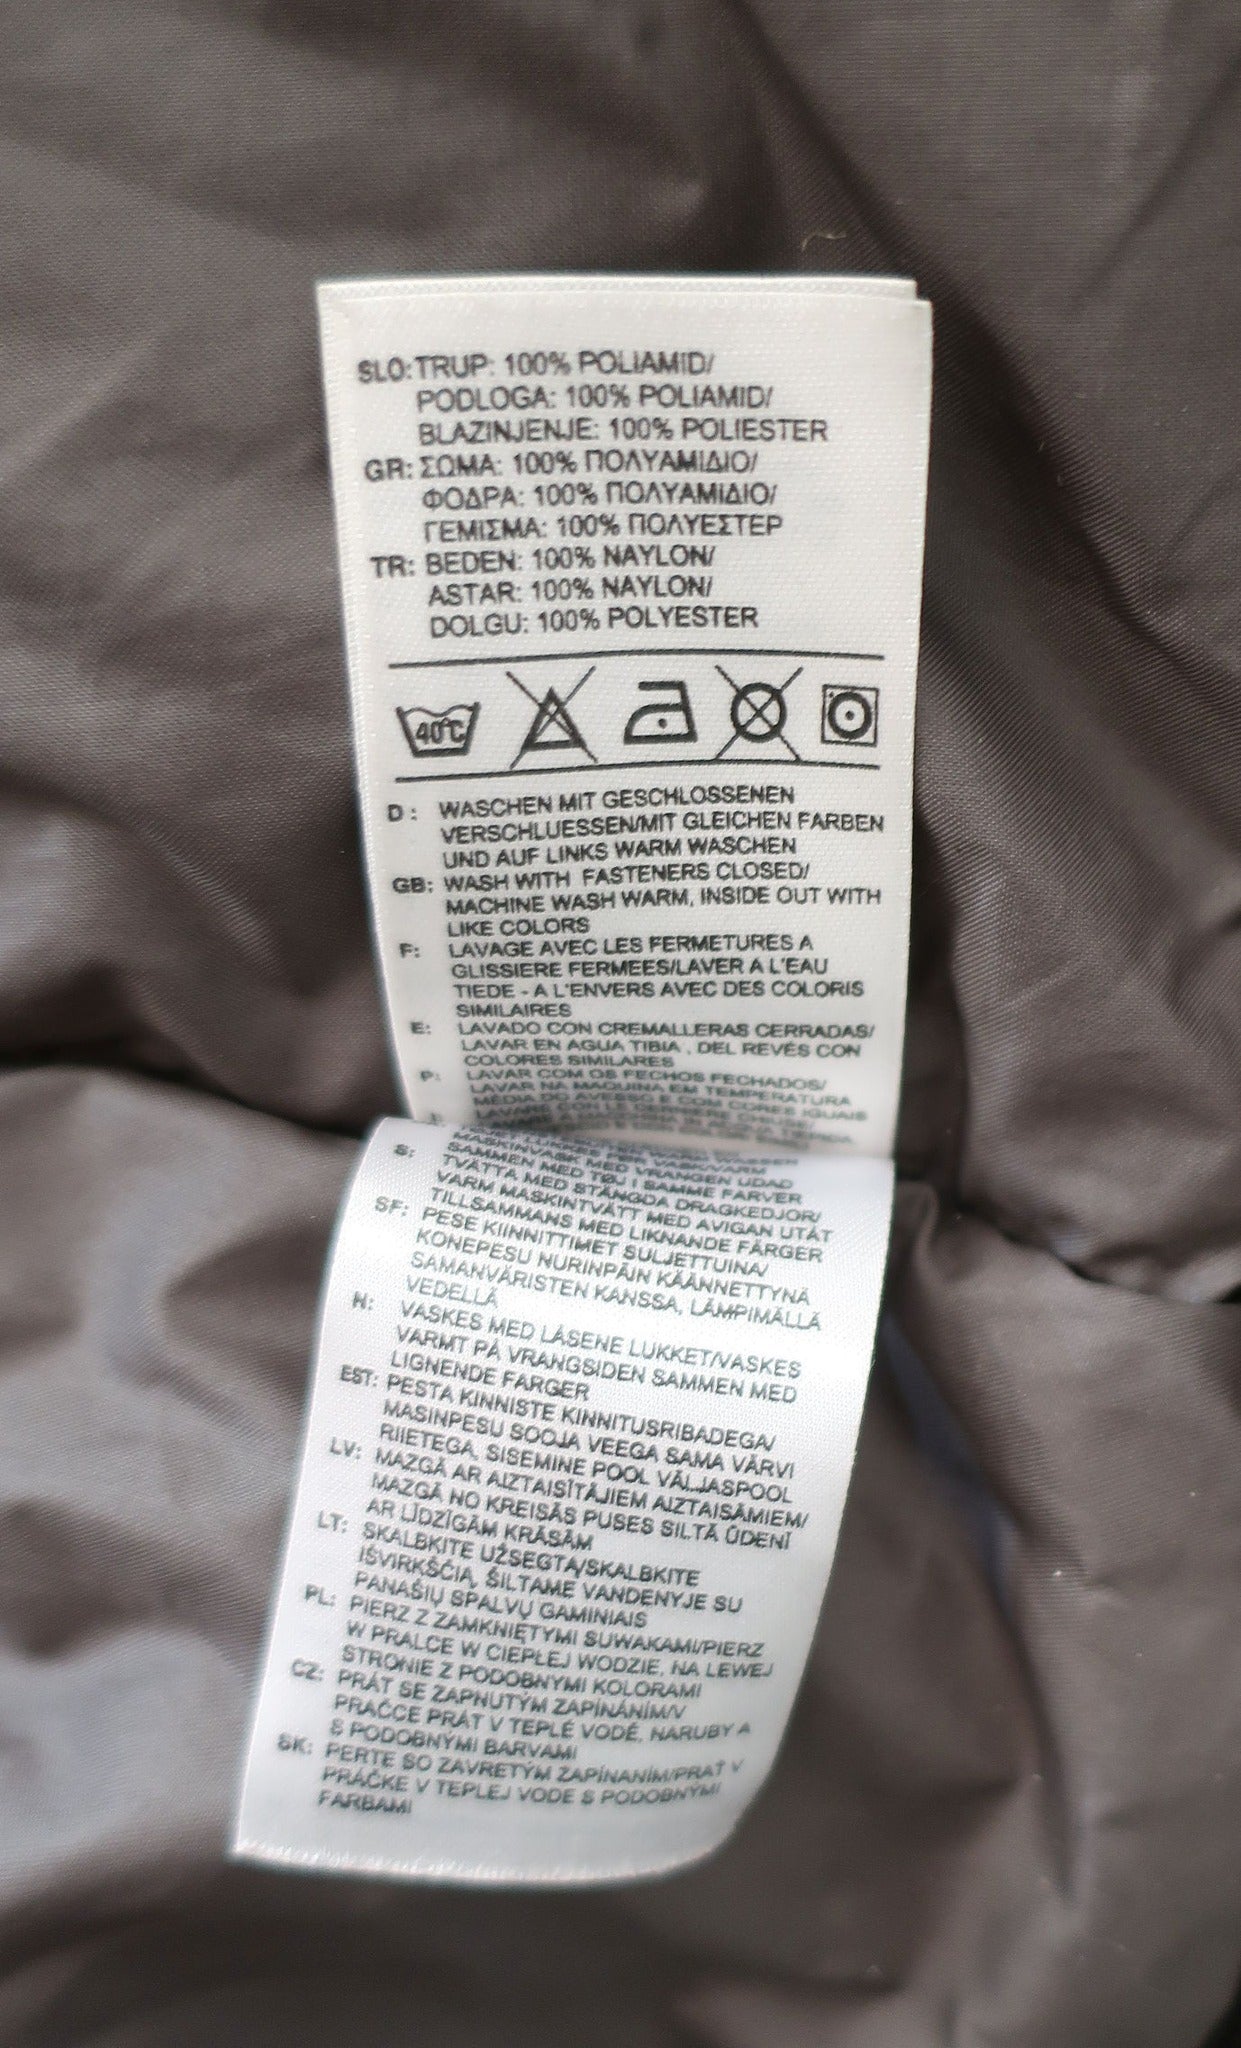 SLO: TRUP: 100% POLIAMID/
PODLOGA: 100% POLIAMID/
BLAZINJENJE: 100% POLIESTER
GR: ΣΩΜΑ: 100% ΠΟΛΥΑΜΙΔΙΟ/
ΦΟΔΡΑ: 100% ΠΟΛΥΑΜΙΔΙΟ/
ΓΕΜΙΣΜΑ: 100% ΠΟΛΥΕΣΤΕΡ
TR: BEDEN: 100% NAYLON/
ASTAR: 100% NAYLON/
DOLGU: 100% POLYESTER
40°C
D: WASCHEN MIT GESCHLOSSENEN
VERSCHLUESSEN/MIT GLEICHEN FARBEN
UND AUF LINKS WARM WASCHEN
GB: WASH WITH FASTENERS CLOSED/
MACHINE WASH WARM, INSIDE OUT WITH
LIKE COLORS
F: LAVAGE AVEC LES FERMETURES A
GLISSIERE FERMEES/LAVER A L'EAU
TIEDE - A L'ENVERS AVEC DES COLORIS
SIMILAIRES
E: LAVADO CON CREMALLERAS CERRADAS/
LAVAR EN AGUA TIBIA , DEL REVÉS CON
COLORES SIMILARES
P: LAVAR COM OS FECHOS FECHADOS/
LAVAR NA MAQUINA EM TEMPERATURA
MÉDIA DO AVESSO E COM CORES IGUAIS
MASKINVASK MED VRANGEN UDAD
SAMMEN MED TØJ I SAMME FARVER
S: TVÄTTA MED STÄNGDA DRAGKEDJOR/
VARM MASKINTVÄTT MED AVIGAN UTÅT
TILLSAMMANS MED LIKNANDE FÄRGER
SF: PESE KIINNITTIMET SULJETTUINA/
KONEPESU NURINPÄIN KÄÄNNETTYNÄ
SAMANVÄRISTEN KANSSA, LÄMPIMÄLLÄ
VEDELLÄ
N: VASKES MED LÅSENE LUKKET/VASKES
VARMT PÅ VRANGSIDEN SAMMEN MED
LIGNENDE FARGER
EST: PESTA KINNISTE KINNITUSRIBADEGA/
MASINPESU SOOJA VEEGA SAMA VÄRVI
RIIETEGA, SISEMINE POOL VÄLJASPOOL
LV: MAZGĀ AR AIZTAISĪTĀJIEM AIZTAISĀMIEM/
MAZGĀ NO KREISĀS PUSES SILTĀ ŪDENĪ
AR LĪDZĪGĀM KRĀSĀM
LT: SKALBKITE UŽSEGTA/SKALBKITE
IŠVIRKŠČIĄ, ŠILTAME VANDENYJE SU
PANAŠIŲ SPALVŲ GAMINIAIS
PL: PIERZ Z ZAMKNIĘTYMI SUWAKAMI/PIERZ
W PRALCE W CIEPŁEJ WODZIE, NA LEWEJ
STRONIE Z PODOBNYMI KOLORAMI
CZ: PRÁT SE ZAPNUTÝM ZAPÍNÁNÍM/V
PRAČCE PRÁT V TEPLÉ VODĚ, NARUBY A
S PODOBNÝMI BARVAMI
SK: PERTE SO ZAVRETÝM ZAPÍNANÍM/PRAŤ V
PRÁČKE V TEPLEJ VODE S PODOBNÝMI
FARBAMI